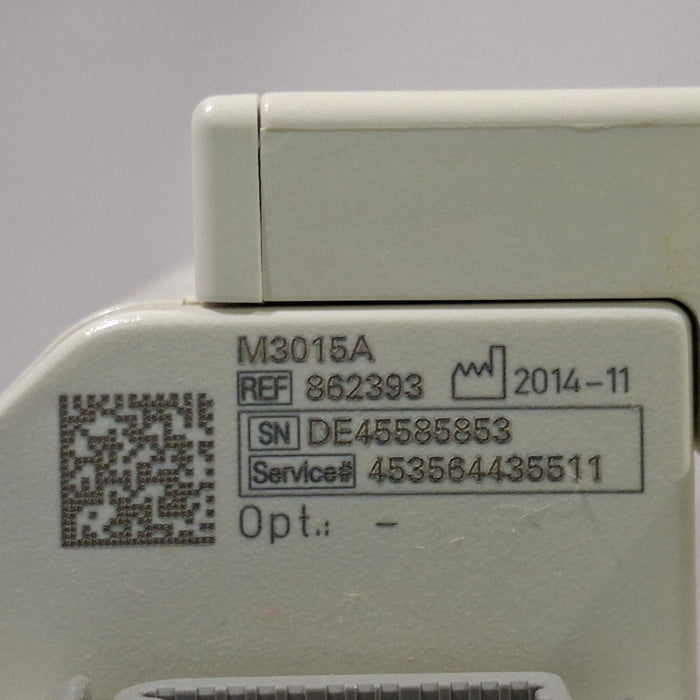 M3015A
REF 862393 2014-11
SN DE45585853
Service# 453564435511
Opt.: -